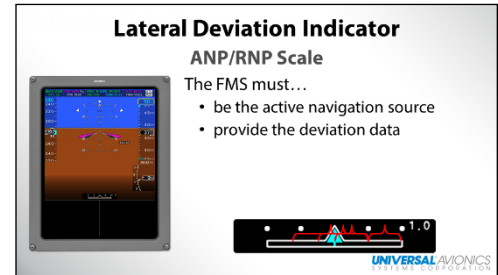 Lateral Deviation Indicator
ANP/RNP Scale
The FMS must…
• be the active navigation source
• provide the deviation data
1.0
UNIVERSAL AVIONICS
SYSTEMS CORPORATION